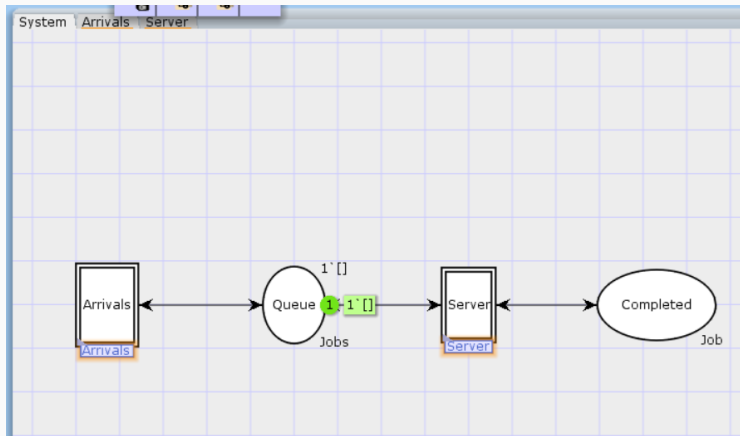 System Arrivals Server
1`[]
Arrivals Queue 1 1`[] Server Completed
Jobs Job
Arrivals Server